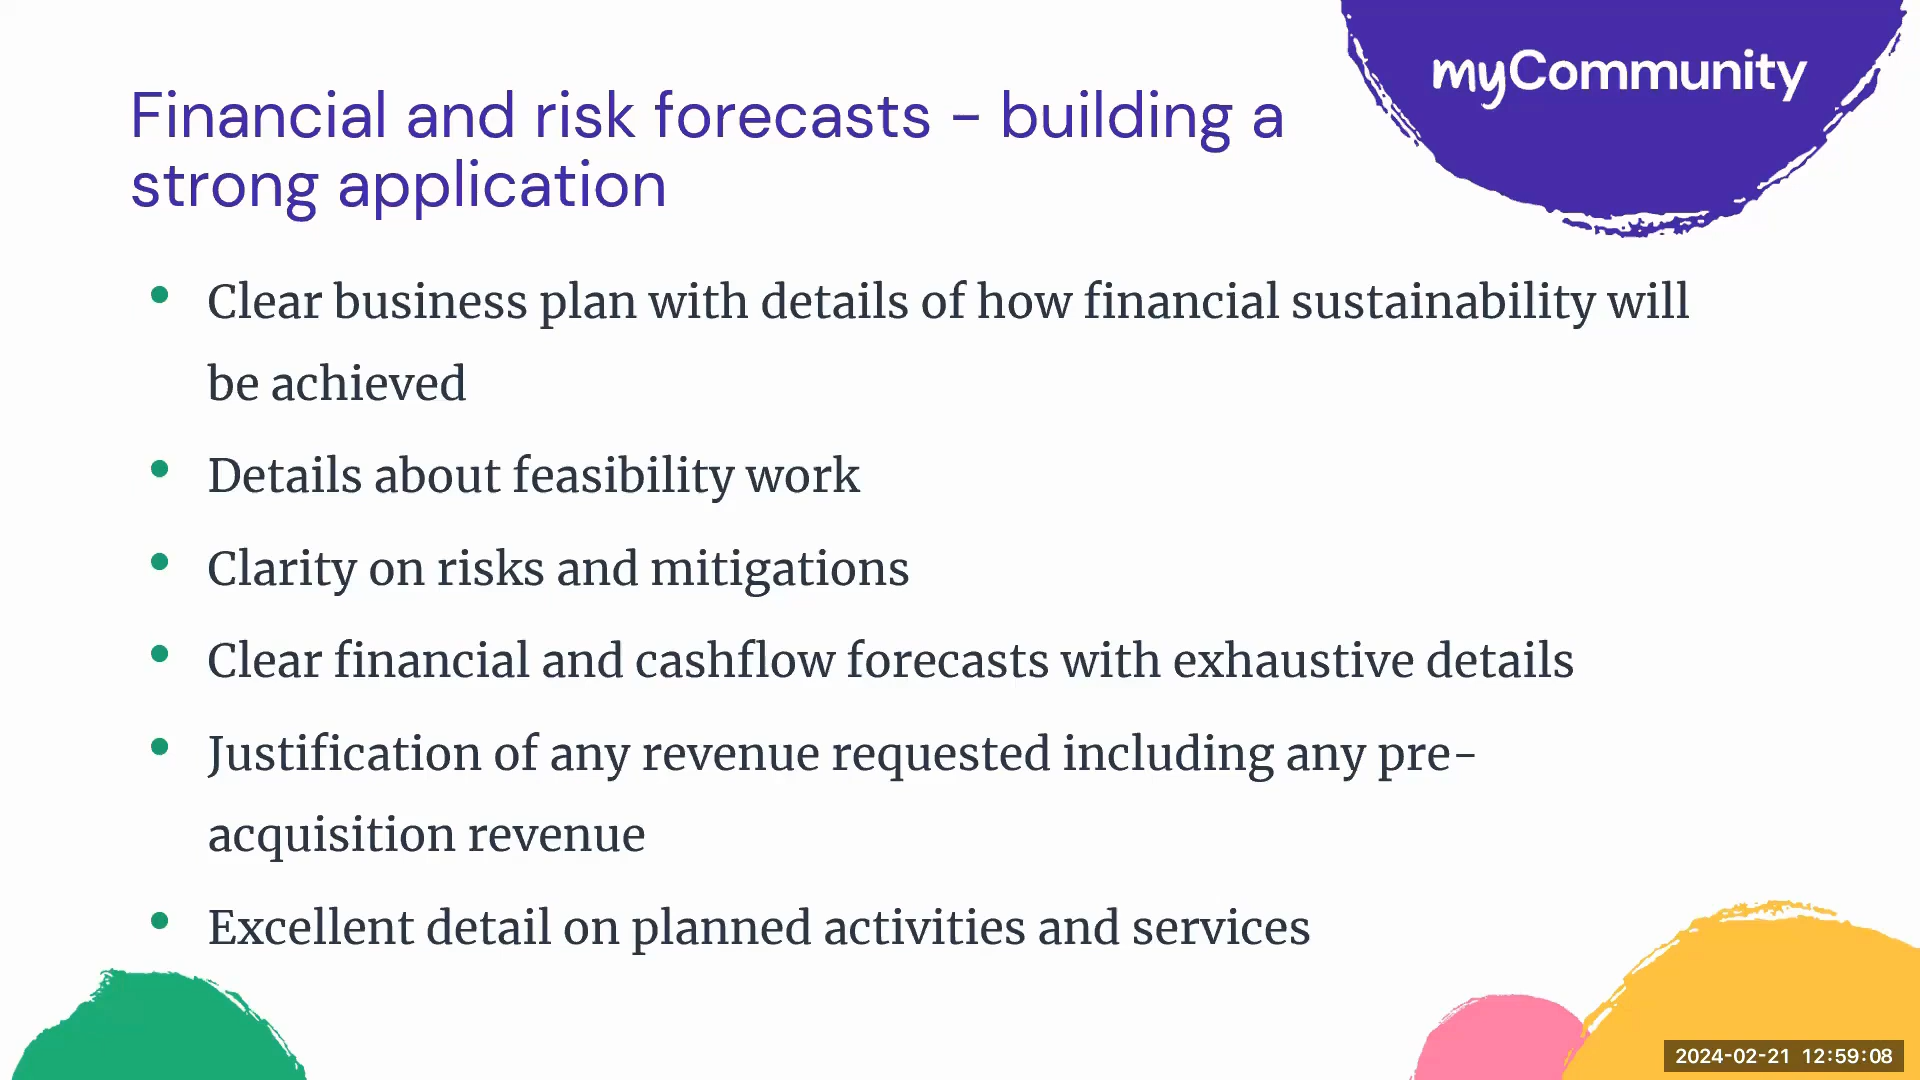 myCommunity
Financial and risk forecasts - building a
strong application
Clear business plan with details of how financial sustainability will
be achieved
Details about feasibility work
Clarity on risks and mitigations
Clear financial and cashflow forecasts with exhaustive details
Justification of any revenue requested including any pre-
acquisition revenue
Excellent detail on planned activities and services
2024-02-21 12:59:08